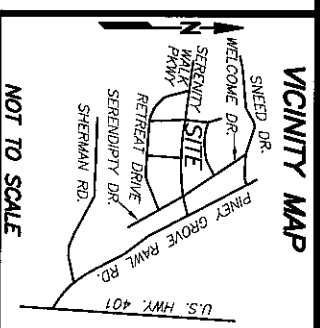 VICINITY MAP
N
SNEED DR.
WELCOME DR.
SERENITY
WALK
PKWY
SITE
RETREAT DRIVE
SERENDIPTY DR.
SHERMAN RD.
PINEY GROVE RAWL RD.
U.S. HWY. 401
NOT TO SCALE